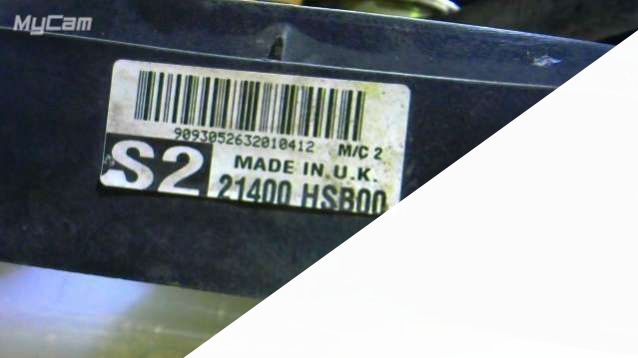 MyCam
9093052632010412 M/C 2
S2 MADE IN U.K.
21400 HSB00